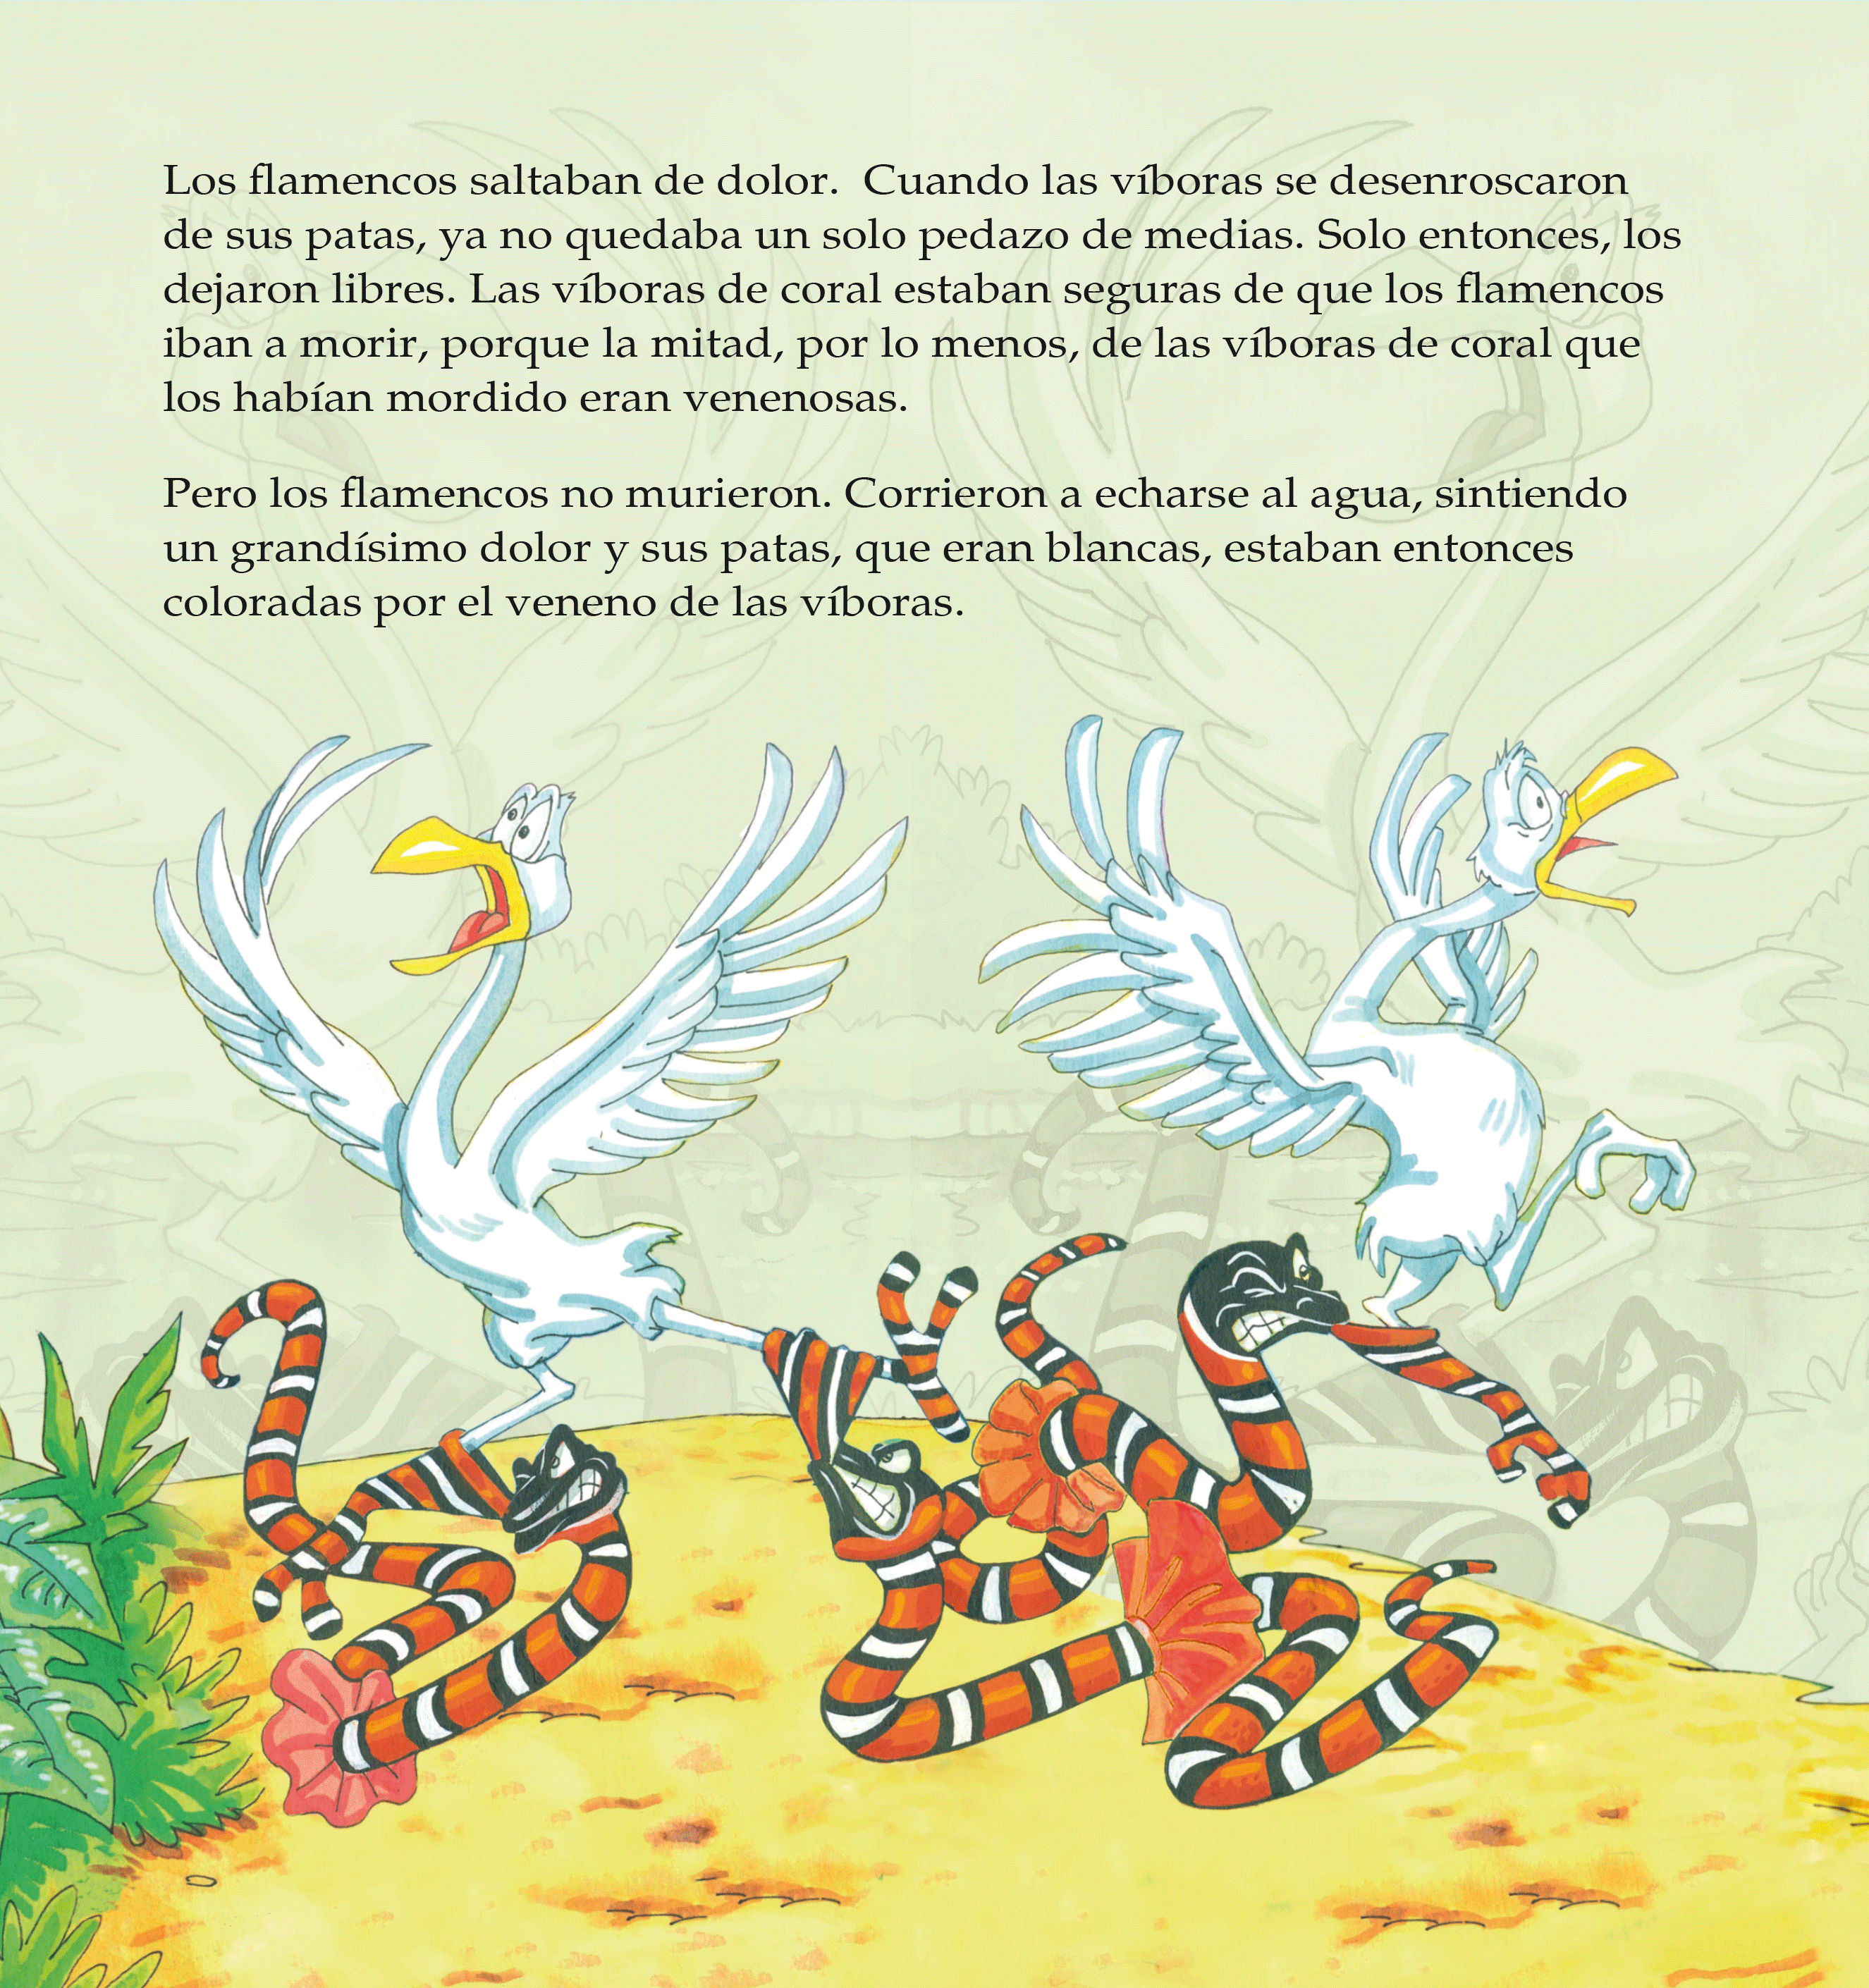 Los flamencos saltaban de dolor.  Cuando las víboras se desenroscaron
de sus patas, ya no quedaba un solo pedazo de medias. Solo entonces, los
dejaron libres. Las víboras de coral estaban seguras de que los flamencos
iban a morir, porque la mitad, por lo menos, de las víboras de coral que
los habían mordido eran venenosas.
Pero los flamencos no murieron. Corrieron a echarse al agua, sintiendo
un grandísimo dolor y sus patas, que eran blancas, estaban entonces
coloradas por el veneno de las víboras.